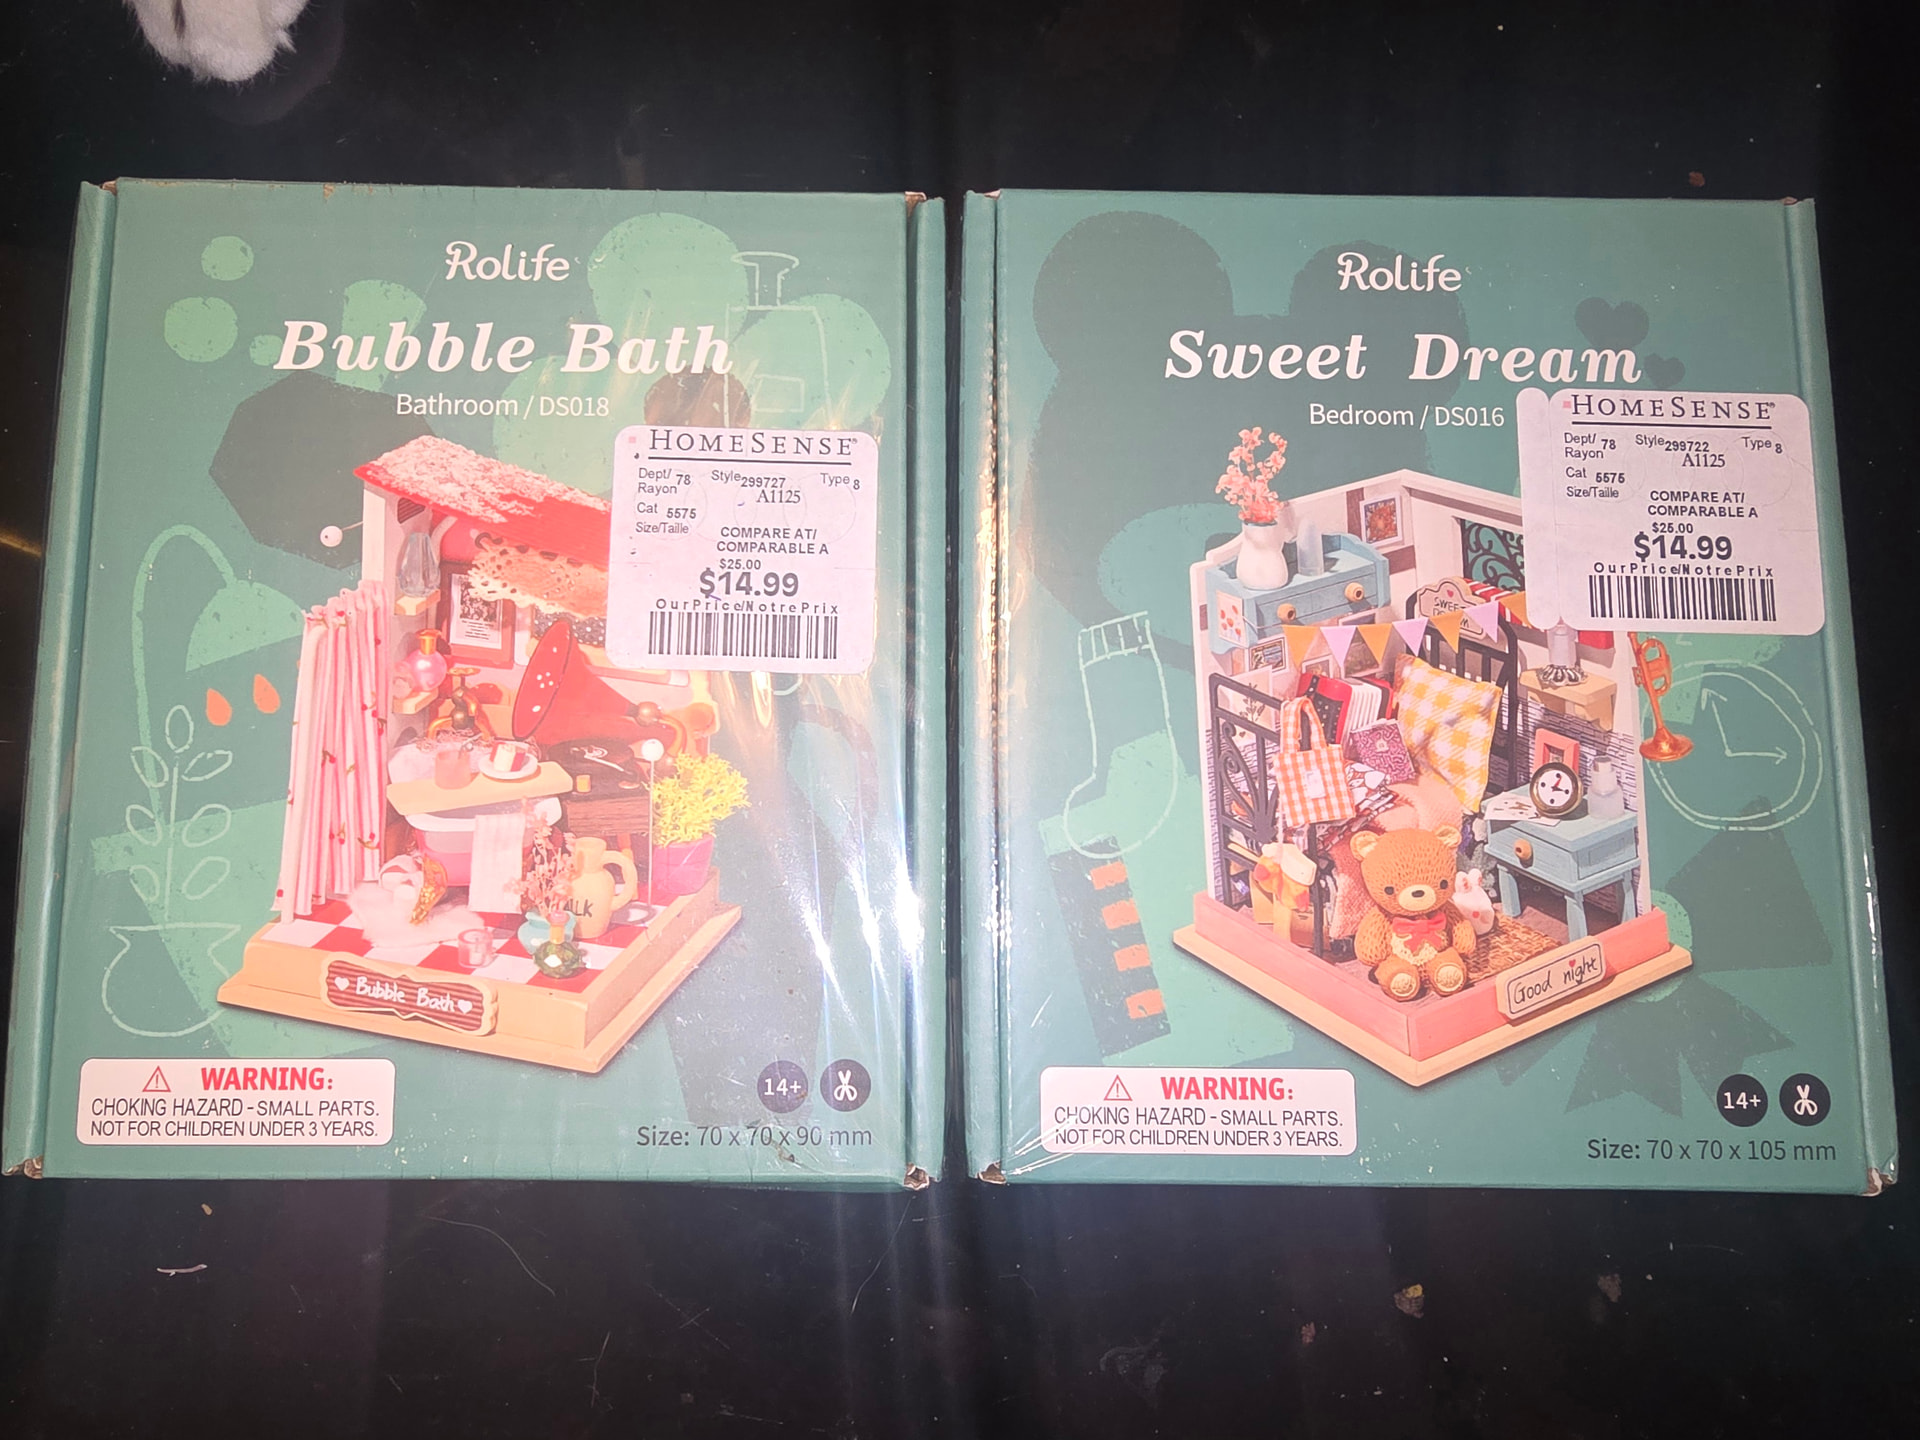 Rolife
Bubble Bath
Bathroom / DS018
HOMESENSE®
Dept/ 78 Style 299727 Type 8
Rayon A1125
Cat 5575
Size/Taille
COMPARE AT/
COMPARABLE A
$25.00
$14.99
OurPrice/NotrePrix
Bubble Bath
WARNING:
CHOKING HAZARD - SMALL PARTS.
NOT FOR CHILDREN UNDER 3 YEARS.
14+
Size: 70 x 70 x 90 mm
Rolife
Sweet Dream
Bedroom / DS016
HOMESENSE®
Dept/ 78 Style 299722 Type 8
Rayon A1125
Cat 5575
Size/Taille
COMPARE AT/
COMPARABLE A
$25.00
$14.99
OurPrice/NotrePrix
Good night
WARNING:
CHOKING HAZARD - SMALL PARTS.
NOT FOR CHILDREN UNDER 3 YEARS.
14+
Size: 70 x 70 x 105 mm